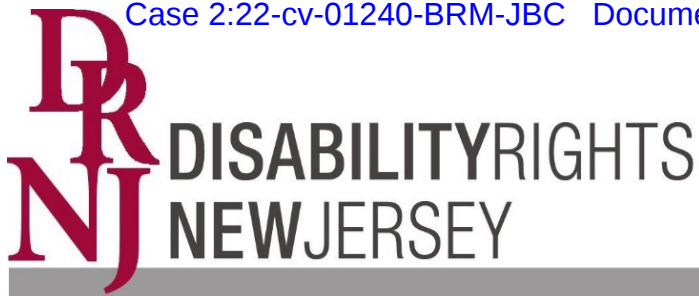 Case 2:22-cv-01240-BRM-JBC Docume
DRNJ
DISABILITYRIGHTS
NEWJERSEY